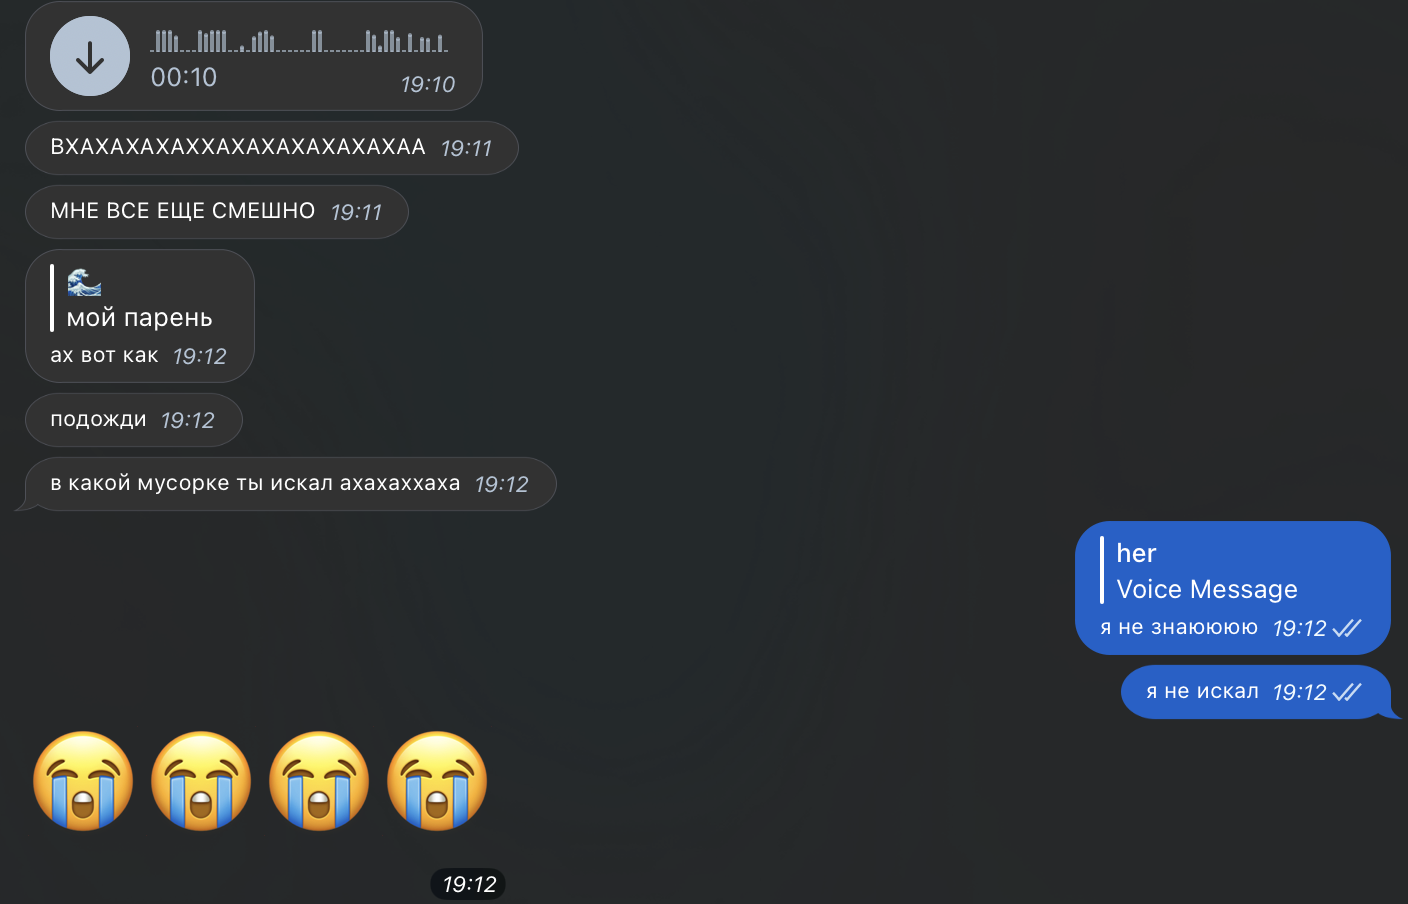 00:10 19:10
ВХАХАХАХАХХАХАХАХАХАХАХАХАА 19:11
МНЕ ВСЕ ЕЩЕ СМЕШНО 19:11
🌊
мой парень
ах вот как 19:12
подожди 19:12
в какой мусорке ты искал ахахаххаха 19:12
her
Voice Message
я не знаюююю 19:12
я не искал 19:12
😭😭😭😭
19:12